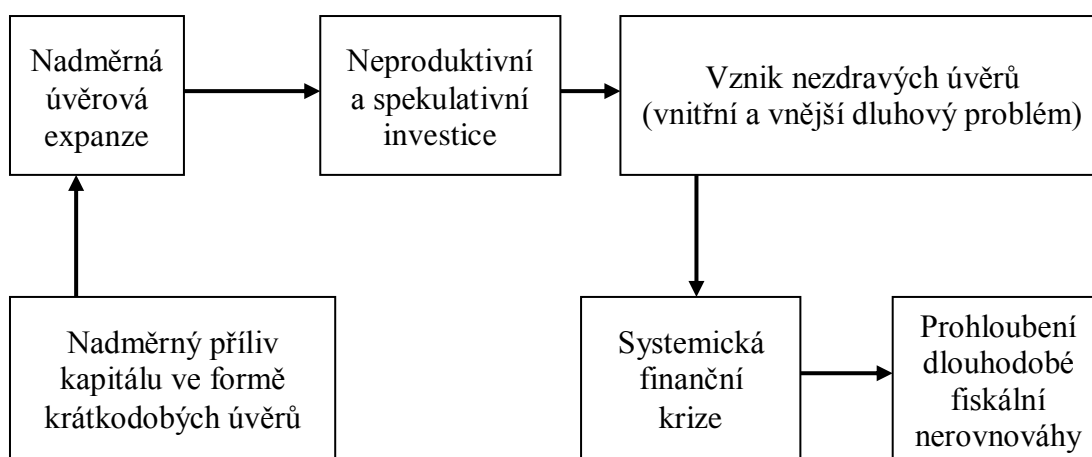 Nadměrná
úvěrová
expanze
Neproduktivní
a spekulativní
investice
Vznik nezdravých úvěrů
(vnitřní a vnější dluhový problém)
Nadměrný příliv
kapitálu ve formě
krátkodobých úvěrů
Systemická
finanční
krize
Prohloubení
dlouhodobé
fiskální
nerovnováhy